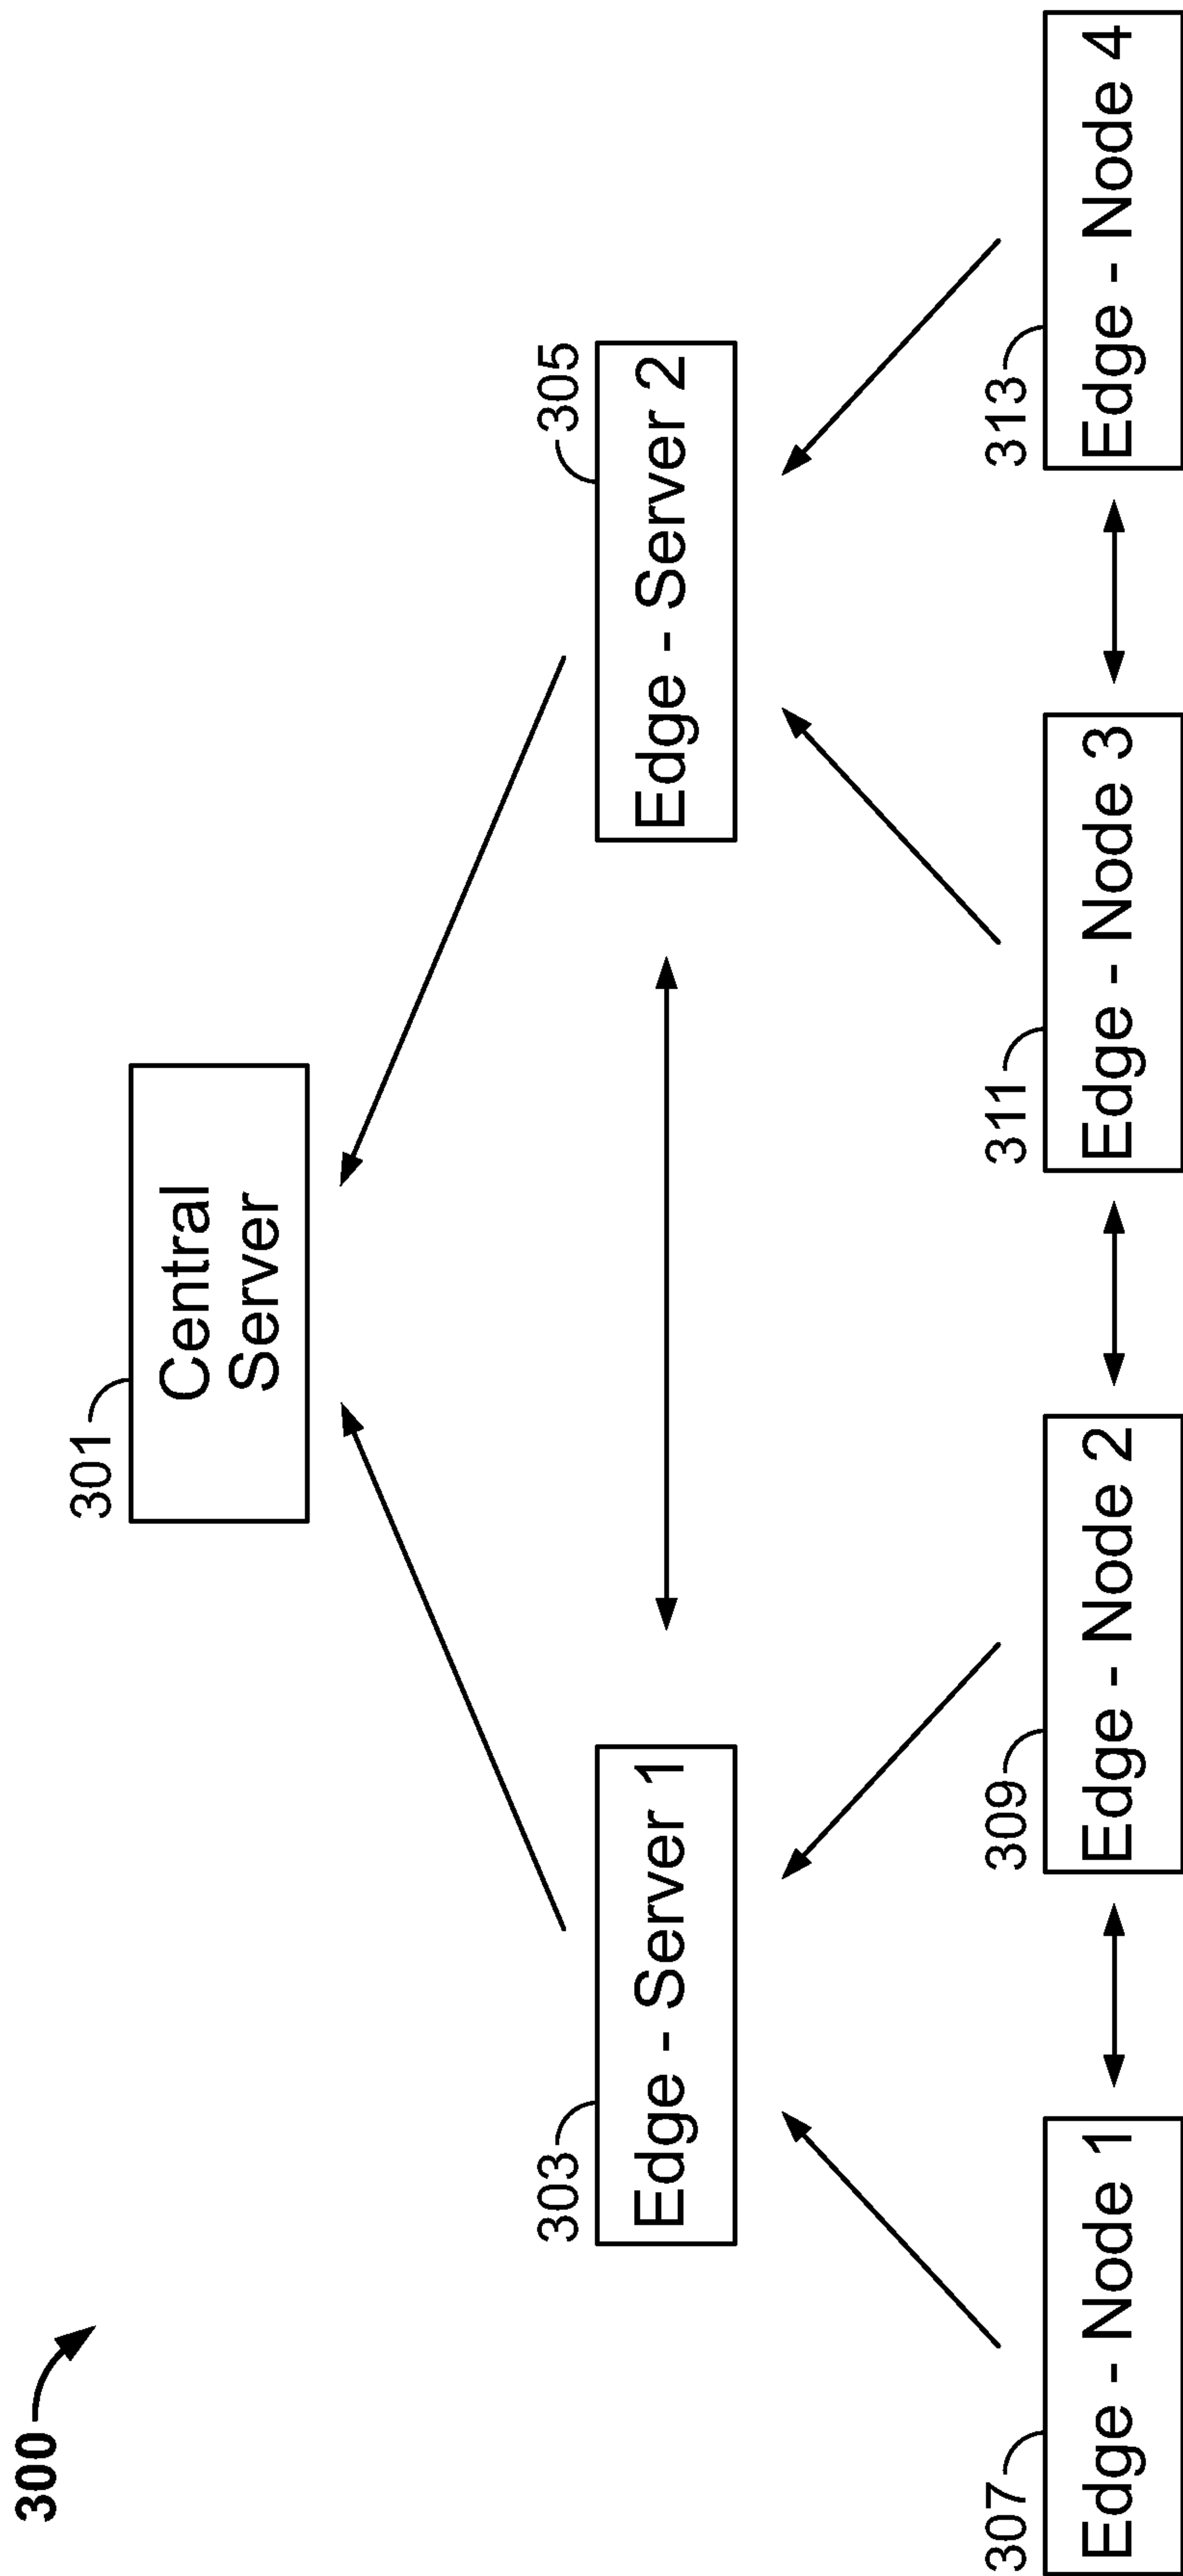 300
301
Central
Server
303
Edge - Server 1
305
Edge - Server 2
307
Edge - Node 1
309
Edge - Node 2
311
Edge - Node 3
313
Edge - Node 4